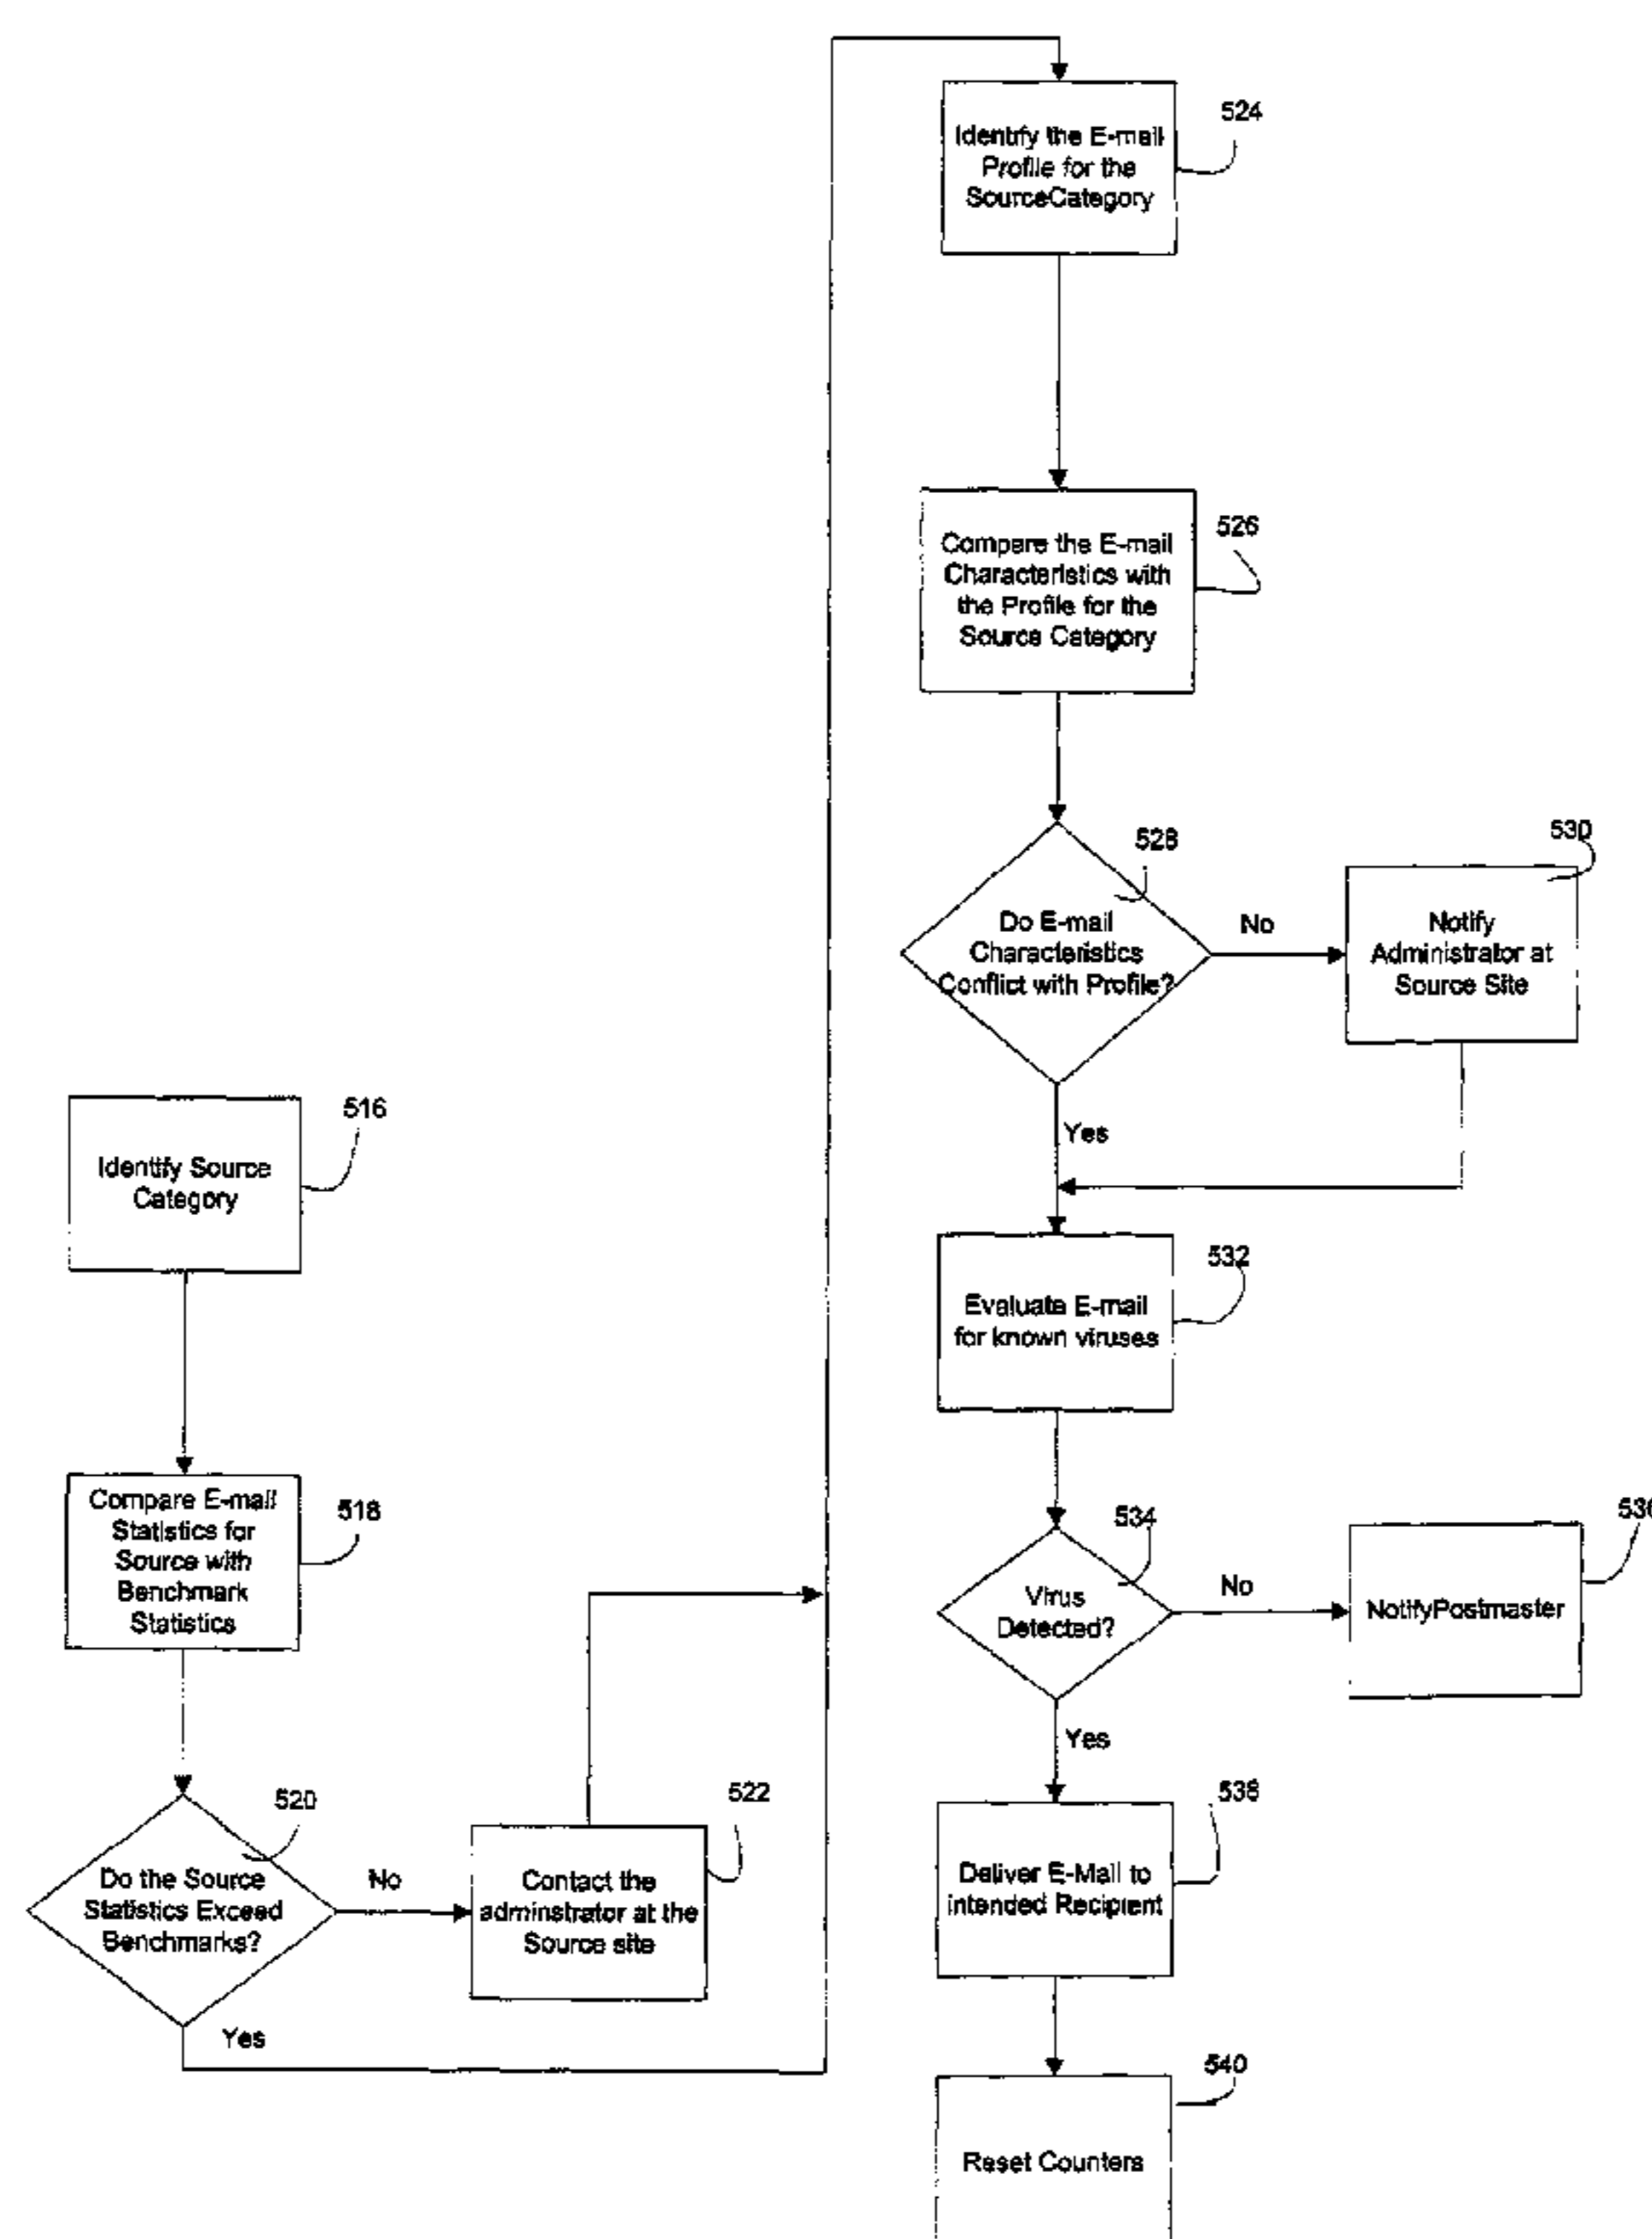 516
Identify Source
Category
Compare E-mail
Statistics for
Source with
Benchmark
Statistics
518
520
Do the Source
Statistics Exceed
Benchmarks?
No
Yes
522
Contact the
adminstrator at the
Source site
524
Identify the E-mail
Profile for the
SourceCategory
526
Compare the E-mail
Characteristics with
the Profile for the
Source Category
528
Do E-mail
Characteristics
Conflict with Profile?
No
Yes
530
Notify
Administrator at
Source Site
532
Evaluate E-mail
for known viruses
534
Virus
Detected?
No
Yes
536
NotifyPostmaster
538
Deliver E-Mail to
intended Recipient
540
Reset Counters